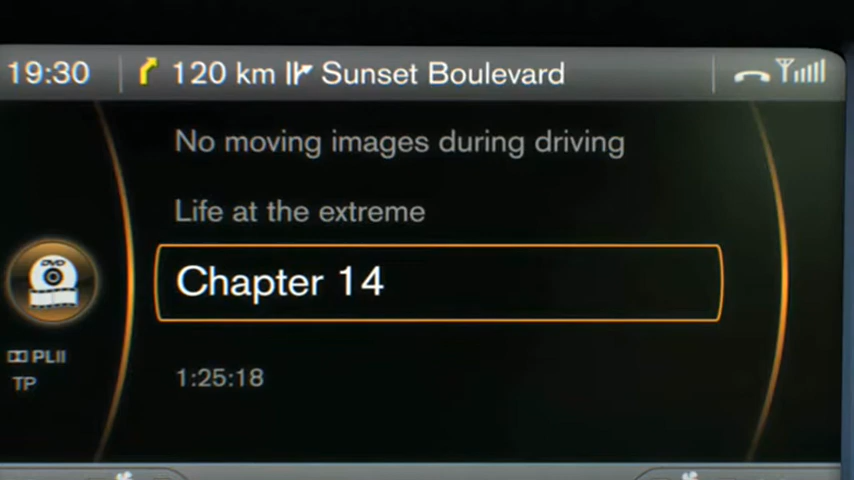 19:30 120 km Sunset Boulevard
No moving images during driving
Life at the extreme
DVD
Chapter 14
PLII
TP
1:25:18